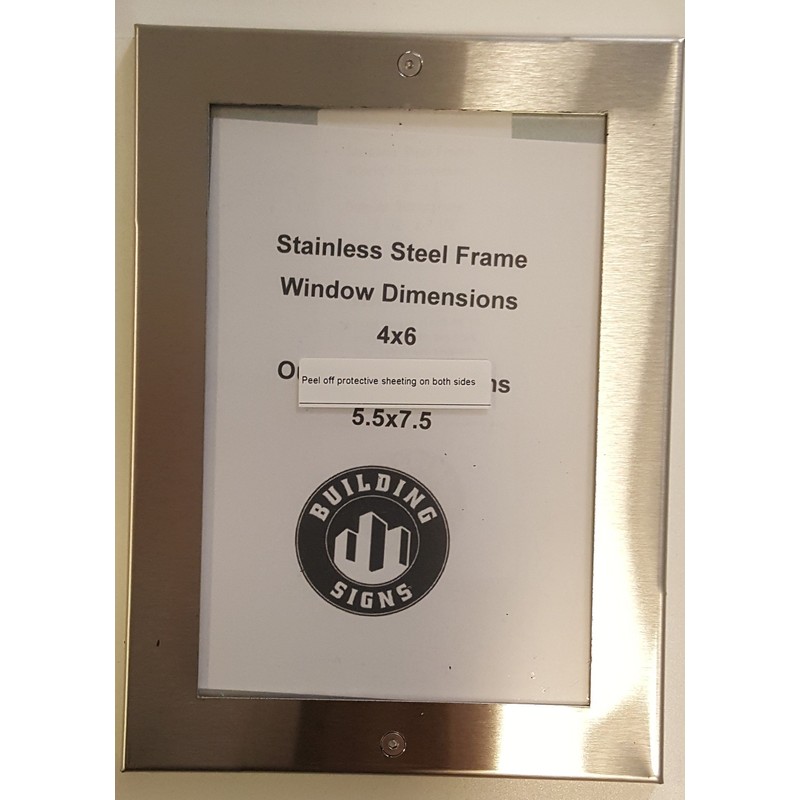 Stainless Steel Frame
Window Dimensions
4x6
Peel off protective sheeting on both sides
5.5x7.5
BUILDING
SIGNS